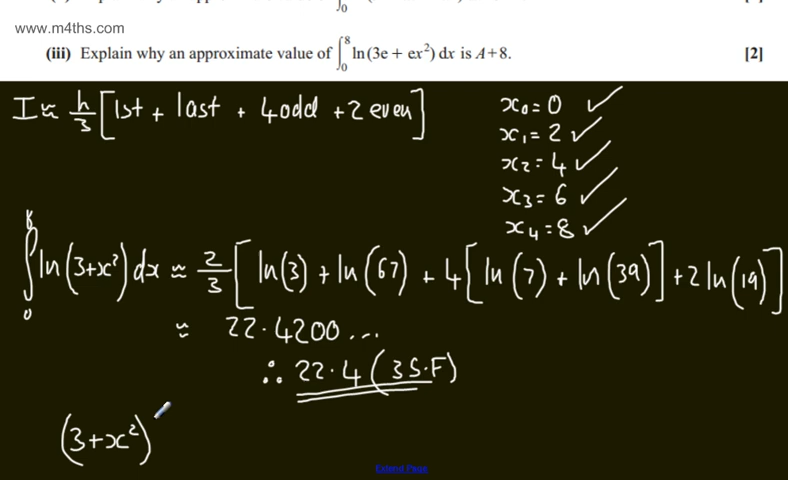 www.m4ths.com
(iii) Explain why an approximate value of ∫₀⁸ ln(3e + ex²) dx is A + 8. [2]
I ≈ h/3 [1st + last + 4odd + 2even]
x₀ = 0 ✓
x₁ = 2 ✓
x₂ = 4 ✓
x₃ = 6 ✓
x₄ = 8 ✓
∫₀⁸ ln(3+x²) dx ≈ 2/3 [ln(3) + ln(67) + 4[ln(7) + ln(39)] + 2ln(19)]
≈ 22.4200...
∴ 22.4 (3S.F)
(3+x²)
Extend Page